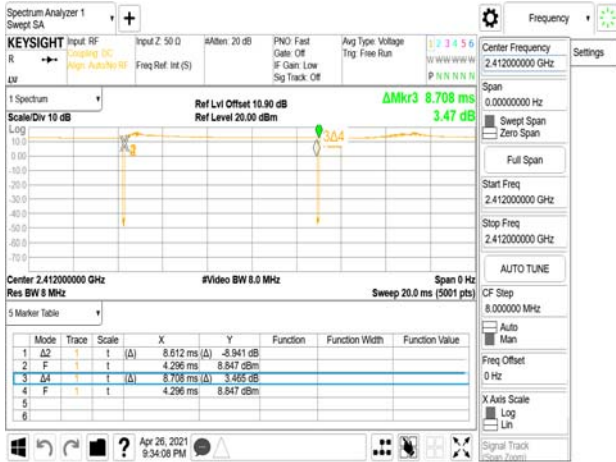 Spectrum Analyzer 1
Swept SA
Frequency
KEYSIGHT Input: RF Input Z: 50 Ω #Atten: 20 dB PNO: Fast Avg Type: Voltage 1 2 3 4 5 6
R Coupling: DC Gate: Off Trig: Free Run
Align: Auto/No RF Freq Ref: Int (S) IF Gain: Low W W W W W W
Sig Track: Off P N N N N N
LXI
1 Spectrum
Ref Lvl Offset 10.90 dB ΔMkr3 8.708 ms
Scale/Div 10 dB Ref Level 20.00 dBm 3.47 dB
Log
3Δ4
10.0
0.00
-10.0
-20.0
-30.0
-40.0
-50.0
-60.0
-70.0
Center 2.412000000 GHz #Video BW 8.0 MHz Span 0 Hz
Res BW 8 MHz Sweep 20.0 ms (5001 pts)
5 Marker Table
Mode Trace Scale X Y Function Function Width Function Value
1 Δ2 1 t (Δ) 8.612 ms (Δ) -8.941 dB
2 F 1 t 4.296 ms 8.847 dBm
3 Δ4 1 t (Δ) 8.708 ms (Δ) 3.465 dB
4 F 1 t 4.296 ms 8.847 dBm
5
6
?
Apr 26, 2021
9:34:08 PM
Center Frequency
2.412000000 GHz
Settings
Span
0.00000000 Hz
Swept Span
Zero Span
Full Span
Start Freq
2.412000000 GHz
Stop Freq
2.412000000 GHz
AUTO TUNE
CF Step
8.000000 MHz
Auto
Man
Freq Offset
0 Hz
X Axis Scale
Log
Lin
Signal Track
(Span Zoom)